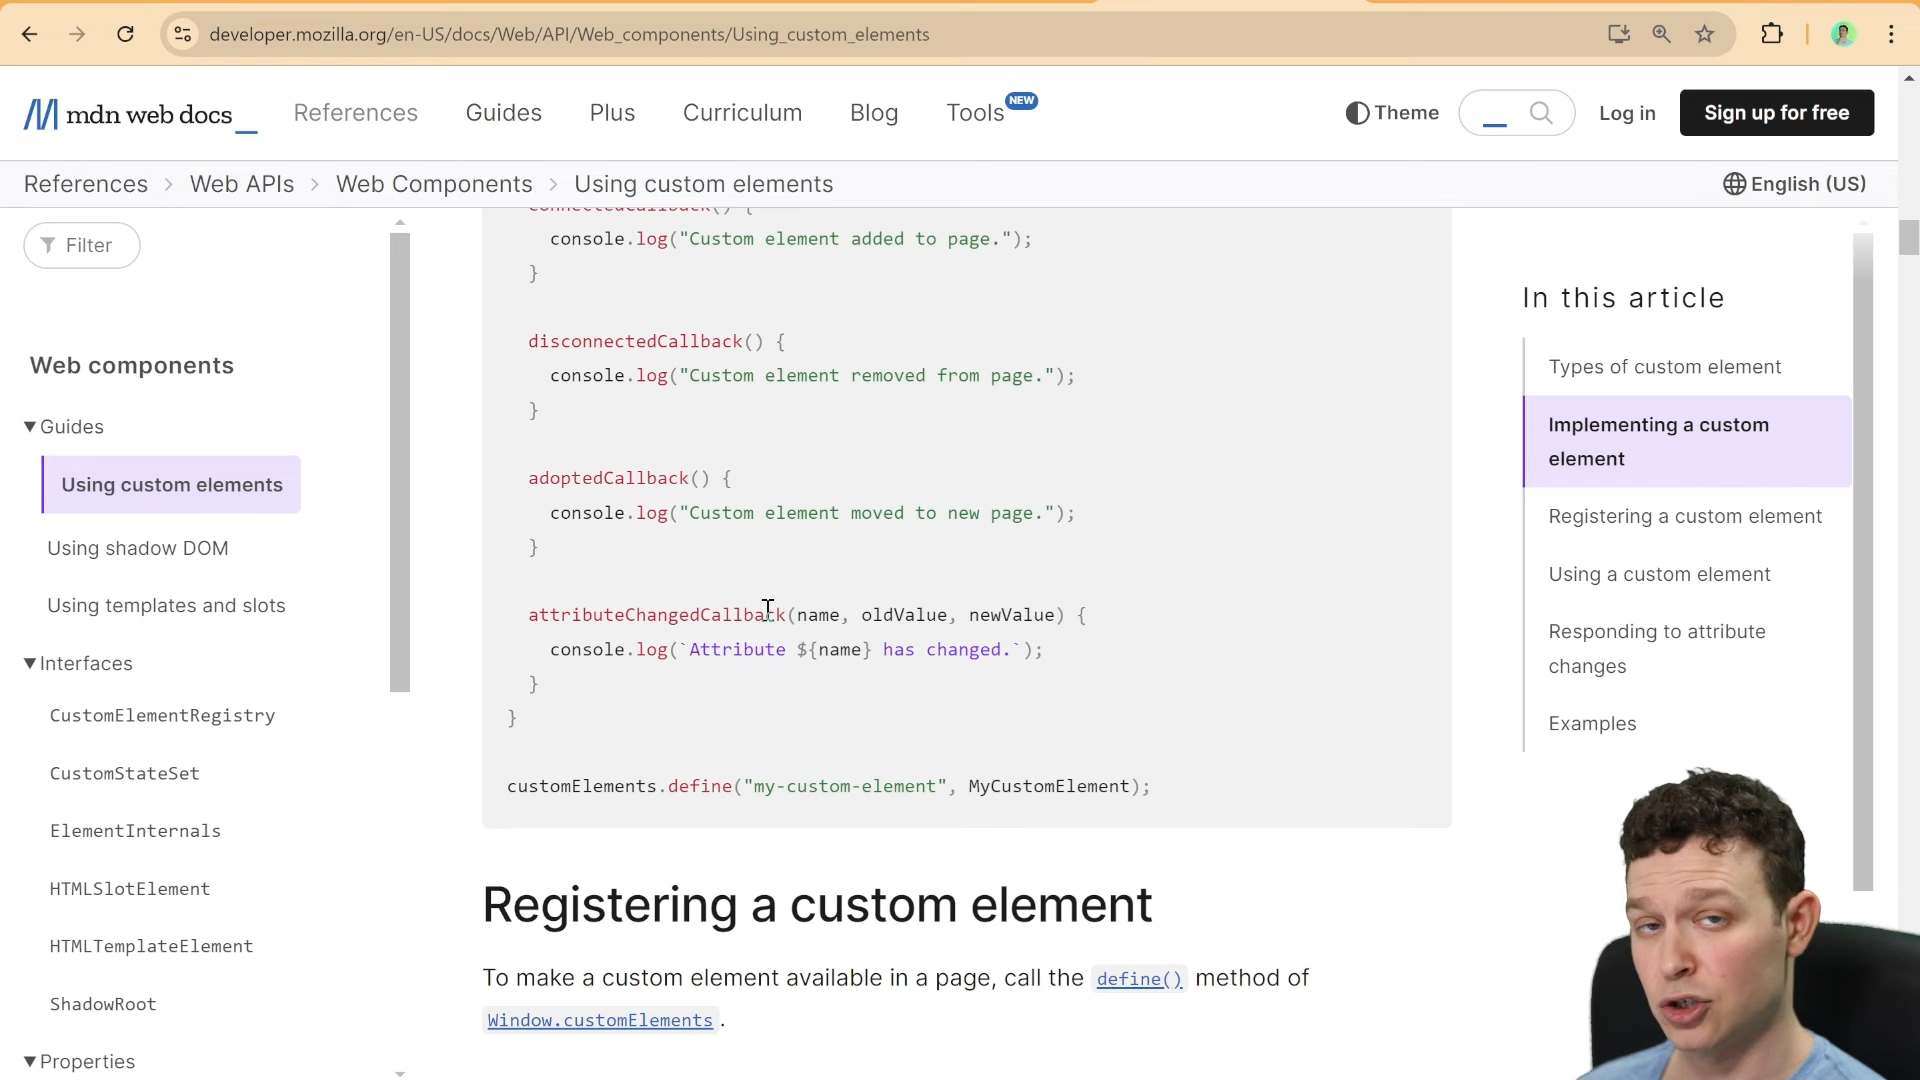 developer.mozilla.org/en-US/docs/Web/API/Web_components/Using_custom_elements
mdn web docs_
References
Guides
Plus
Curriculum
Blog
Tools
NEW
Theme
Log in
Sign up for free
References > Web APIs > Web Components > Using custom elements
English (US)
Filter
Web components
Guides
Using custom elements
Using shadow DOM
Using templates and slots
Interfaces
CustomElementRegistry
CustomStateSet
ElementInternals
HTMLSlotElement
HTMLTemplateElement
ShadowRoot
Properties
connectedCallback() {
console.log("Custom element added to page.");
}
disconnectedCallback() {
console.log("Custom element removed from page.");
}
adoptedCallback() {
console.log("Custom element moved to new page.");
}
attributeChangedCallback(name, oldValue, newValue) {
console.log(`Attribute ${name} has changed.`);
}
}
customElements.define("my-custom-element", MyCustomElement);
Registering a custom element
To make a custom element available in a page, call the define() method of
Window.customElements.
In this article
Types of custom element
Implementing a custom
element
Registering a custom element
Using a custom element
Responding to attribute
changes
Examples